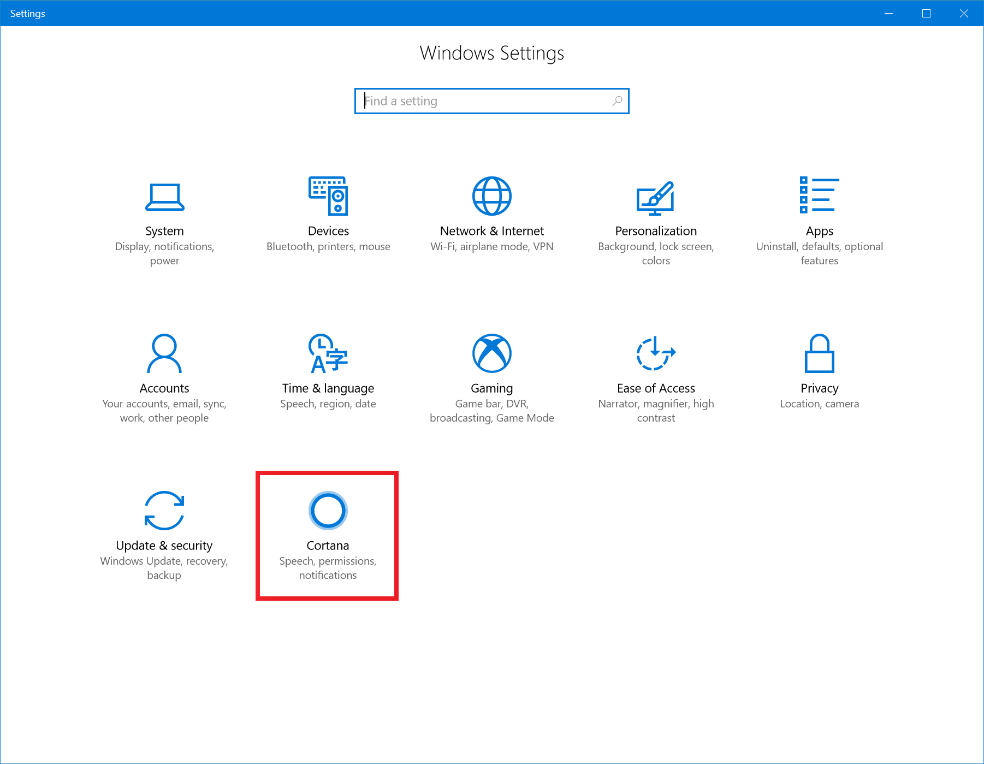 Settings
Windows Settings
Find a setting
System
Display, notifications,
power
Devices
Bluetooth, printers, mouse
Network & Internet
Wi-Fi, airplane mode, VPN
Personalization
Background, lock screen,
colors
Apps
Uninstall, defaults, optional
features
Accounts
Your accounts, email, sync,
work, other people
Time & language
Speech, region, date
Gaming
Game bar, DVR,
broadcasting, Game Mode
Ease of Access
Narrator, magnifier, high
contrast
Privacy
Location, camera
Update & security
Windows Update, recovery,
backup
Cortana
Speech, permissions,
notifications